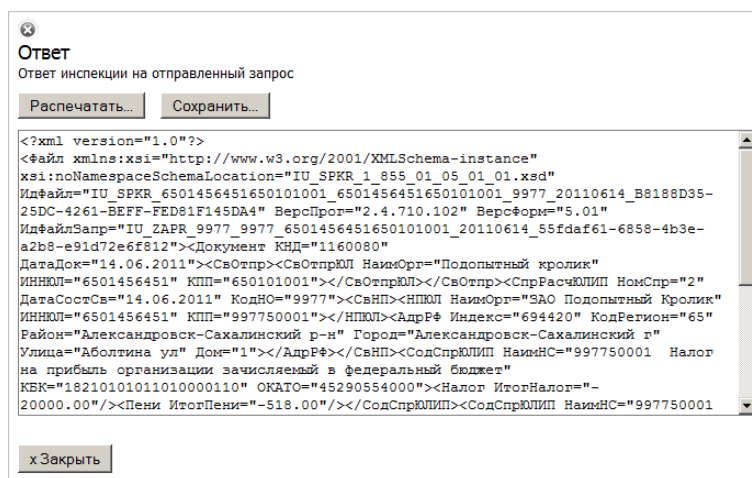 Ответ
Ответ инспекции на отправленный запрос
Распечатать... Сохранить...
<?xml version="1.0"?>
<Файл xmlns:xsi="http://www.w3.org/2001/XMLSchema-instance"
xsi:noNamespaceSchemaLocation="IU_SPKR_1_855_01_05_01_01.xsd"
ИдФайл="IU_SPKR_6501456451650101001_6501456451650101001_9977_20110614_B8188D35-
25DC-4261-BEFF-FED81F145DA4" ВерсПрог="2.4.710.102" ВерсФорм="5.01"
ИдФайлЗапр="IU_ZAPR_9977_9977_6501456451650101001_20110614_55fdaf61-6858-4b3e-
a2b8-e91d72e6f812"><Документ КНД="1160080"
ДатаДок="14.06.2011"><СвОтпр><СвОтпрЮЛ НаимОрг="Подопытный кролик"
ИННЮЛ="6501456451" КПП="650101001"></СвОтпрЮЛ></СвОтпр><СпрРасчЮЛИП НомСпр="2"
ДатаСостСв="14.06.2011" КодНО="9977"><СвНП><НПЮЛ НаимОрг="ЗАО Подопытный Кролик"
ИННЮЛ="6501456451" КПП="997750001"></НПЮЛ><АдрРФ Индекс="694420" КодРегион="65"
Район="Александровск-Сахалинский р-н" Город="Александровск-Сахалинский г"
Улица="Аболтина ул" Дом="1"></АдрРФ></СвНП><СодСпрЮЛИП НаимНС="997750001 Налог
на прибыль организации зачисляемый в федеральный бюджет"
КБК="18210101011010000110" ОКАТО="45290554000"><Налог ИтогНалог="-
20000.00"/><Пени ИтогПени="-518.00"/></СодСпрЮЛИП><СодСпрЮЛИП НаимНС="997750001
x Закрыть